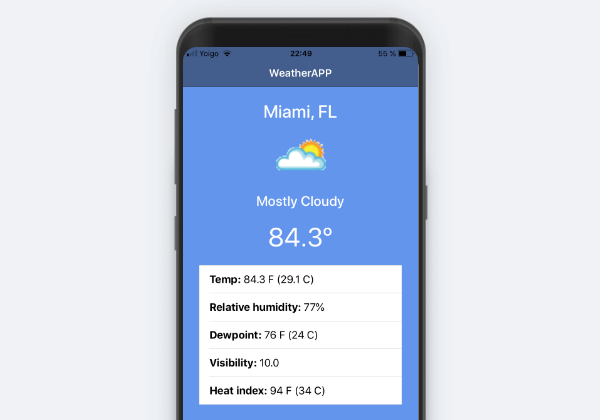 Yoigo 22:49 55 %
WeatherAPP
Miami, FL
Mostly Cloudy
84.3°
Temp: 84.3 F (29.1 C)
Relative humidity: 77%
Dewpoint: 76 F (24 C)
Visibility: 10.0
Heat index: 94 F (34 C)